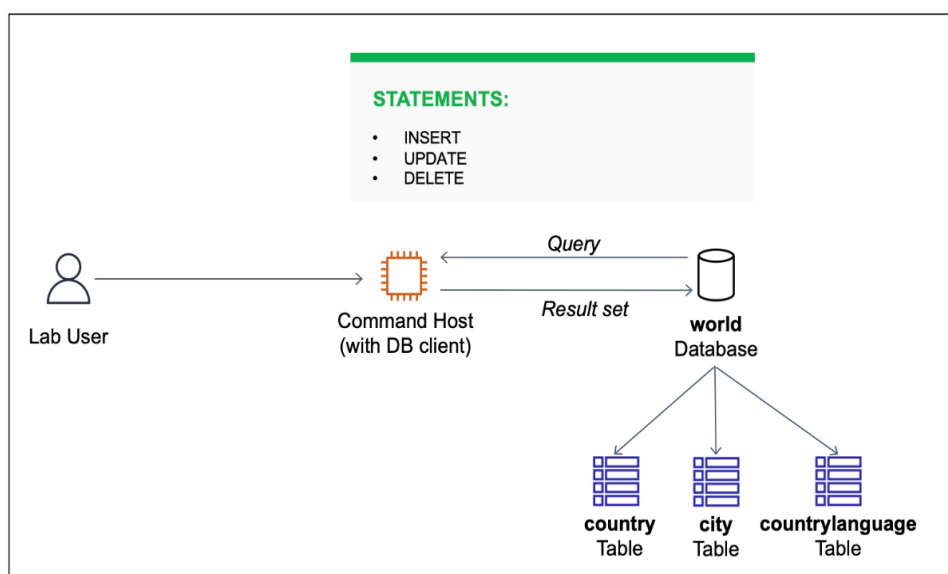 STATEMENTS:
• INSERT
• UPDATE
• DELETE
Query
Result set
Lab User
Command Host
(with DB client)
world
Database
country
Table
city
Table
countrylanguage
Table